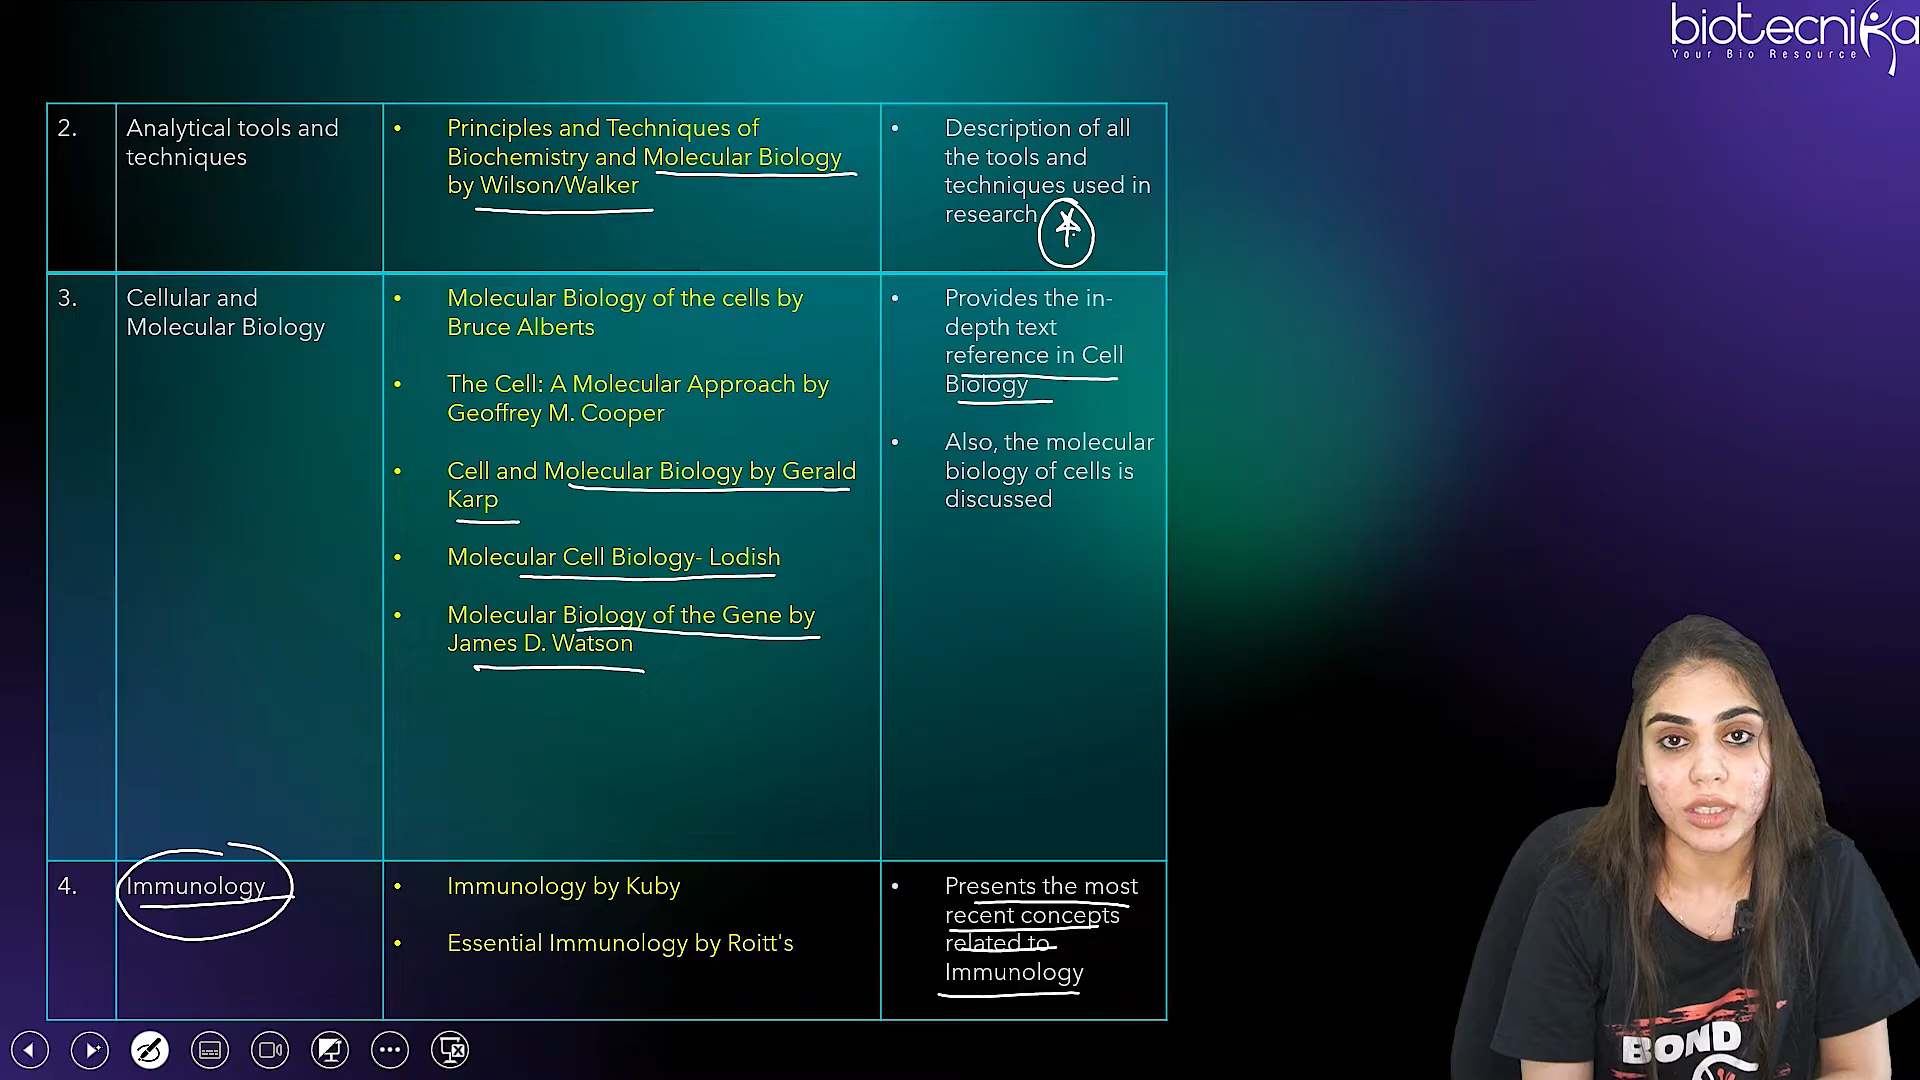 biotecnika
Your Bio Resource
2.
Analytical tools and
techniques
• Principles and Techniques of
Biochemistry and Molecular Biology
by Wilson/Walker
• Description of all
the tools and
techniques used in
research
3.
Cellular and
Molecular Biology
• Molecular Biology of the cells by
Bruce Alberts
• The Cell: A Molecular Approach by
Geoffrey M. Cooper
• Cell and Molecular Biology by Gerald
Karp
• Molecular Cell Biology- Lodish
• Molecular Biology of the Gene by
James D. Watson
• Provides the in-
depth text
reference in Cell
Biology
• Also, the molecular
biology of cells is
discussed
4.
Immunology
• Immunology by Kuby
• Essential Immunology by Roitt's
• Presents the most
recent concepts
related to
Immunology
BOND